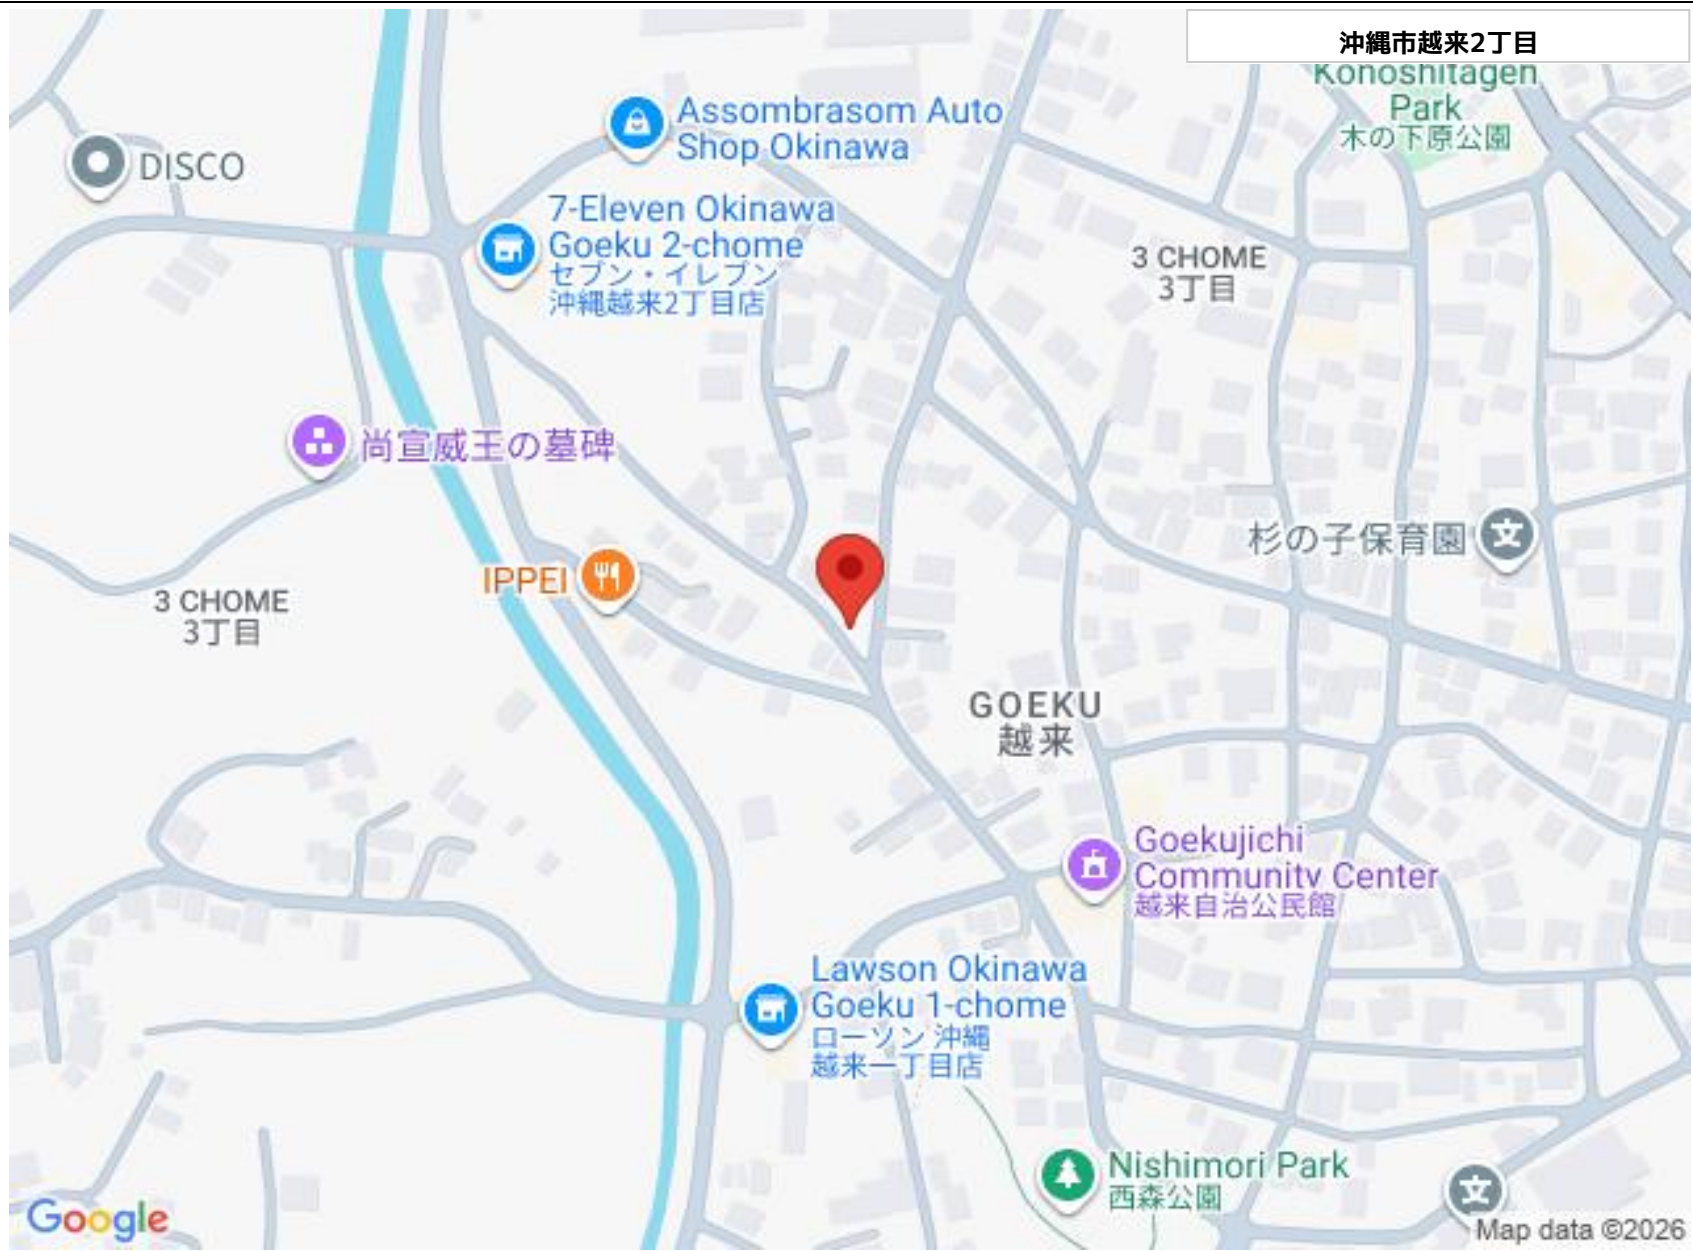 沖縄市越来2丁目
Konoshitagen
Park
木の下原公園
Assombrasom Auto
Shop Okinawa
DISCO
7-Eleven Okinawa
Goeku 2-chome
セブン・イレブン
沖縄越来2丁目店
3 CHOME
3丁目
尚宣威王の墓碑
杉の子保育園
IPPEI
3 CHOME
3丁目
GOEKU
越来
Goekujichi
Community Center
越来自治公民館
Lawson Okinawa
Goeku 1-chome
ローソン 沖縄
越来一丁目店
Nishimori Park
西森公園
文
文
Google
Map data ©2026